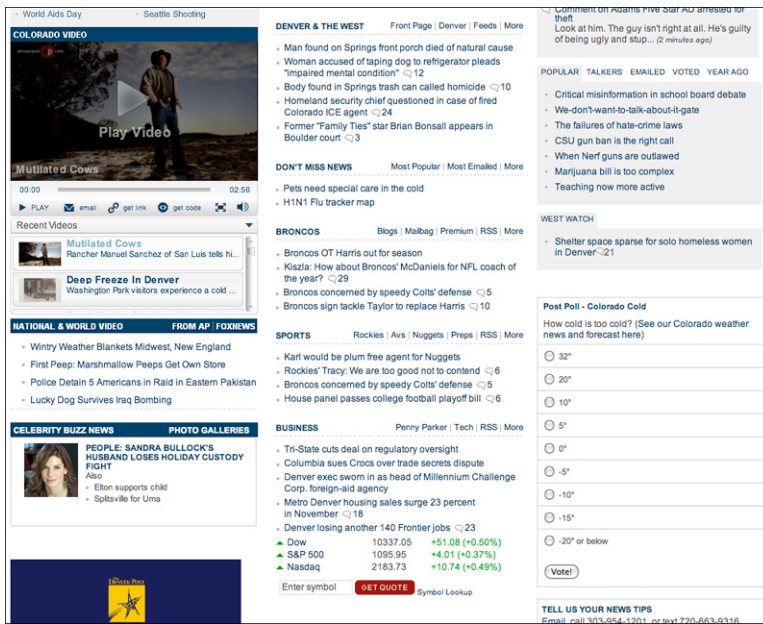 World AIds Day
Seattle Shooting
COLORADO VIDEO
denverpost p com
Play Video
Mutilated Cows
00:00
02:56
PLAY
email
get link
get code
Recent Videos
Mutilated Cows
Rancher Manuel Sanchez of San Luis tells hi...
Deep Freeze In Denver
Washington Park visitors experience a cold ...
NATIONAL & WORLD VIDEO
FROM AP | FOXNEWS
Wintry Weather Blankets Midwest, New England
First Peep: Marshmallow Peeps Get Own Store
Police Detain 5 Americans in Raid in Eastern Pakistan
Lucky Dog Survives Iraq Bombing
CELEBRITY BUZZ NEWS
PHOTO GALLERIES
PEOPLE: SANDRA BULLOCK'S
HUSBAND LOSES HOLIDAY CUSTODY
FIGHT
Also
Elton supports child
Splitsville for Uma
THE DENVER POST
DENVER & THE WEST
Front Page | Denver | Feeds | More
Man found on Springs front porch died of natural cause
Woman accused of taping dog to refrigerator pleads
"impaired mental condition" 12
Body found in Springs trash can called homicide 10
Homeland security chief questioned in case of fired
Colorado ICE agent 24
Former "Family Ties" star Brian Bonsall appears in
Boulder court 3
DON'T MISS NEWS
Most Popular | Most Emailed | More
Pets need special care in the cold
H1N1 Flu tracker map
BRONCOS
Blogs | Mailbag | Premium | RSS | More
Broncos OT Harris out for season
Kiszla: How about Broncos' McDaniels for NFL coach of
the year? 29
Broncos concerned by speedy Colts' defense 5
Broncos sign tackle Taylor to replace Harris 10
SPORTS
Rockies | Avs | Nuggets | Preps | RSS | More
Karl would be plum free agent for Nuggets
Rockies' Tracy: We are too good not to contend 6
Broncos concerned by speedy Colts' defense 5
House panel passes college football playoff bill 6
BUSINESS
Penny Parker | Tech | RSS | More
Tri-State cuts deal on regulatory oversight
Columbia sues Crocs over trade secrets dispute
Denver exec sworn in as head of Millennium Challenge
Corp. foreign-aid agency
Metro Denver housing sales surge 23 percent
in November 18
Denver losing another 140 Frontier jobs 23
Dow 10337.05 +51.08 (+0.50%)
S&P 500 1095.95 +4.01 (+0.37%)
Nasdaq 2183.73 +10.74 (+0.49%)
Enter symbol
GET QUOTE
Symbol Lookup
Comment on Adams Five Star AD arrested for
theft
Look at him. The guy isn't right at all. He's guilty
of being ugly and stup... (2 minutes ago)
POPULAR TALKERS EMAILED VOTED YEAR AGO
Critical misinformation in school board debate
We-don't-want-to-talk-about-it-gate
The failures of hate-crime laws
CSU gun ban is the right call
When Nerf guns are outlawed
Marijuana bill is too complex
Teaching now more active
WEST WATCH
Shelter space sparse for solo homeless women
in Denver 21
Post Poll - Colorado Cold
How cold is too cold? (See our Colorado weather
news and forecast here)
32°
20°
10°
5°
0°
-5°
-10°
-15°
-20° or below
Vote!
TELL US YOUR NEWS TIPS
Email, call 303-954-1201, or text 720-663-9316